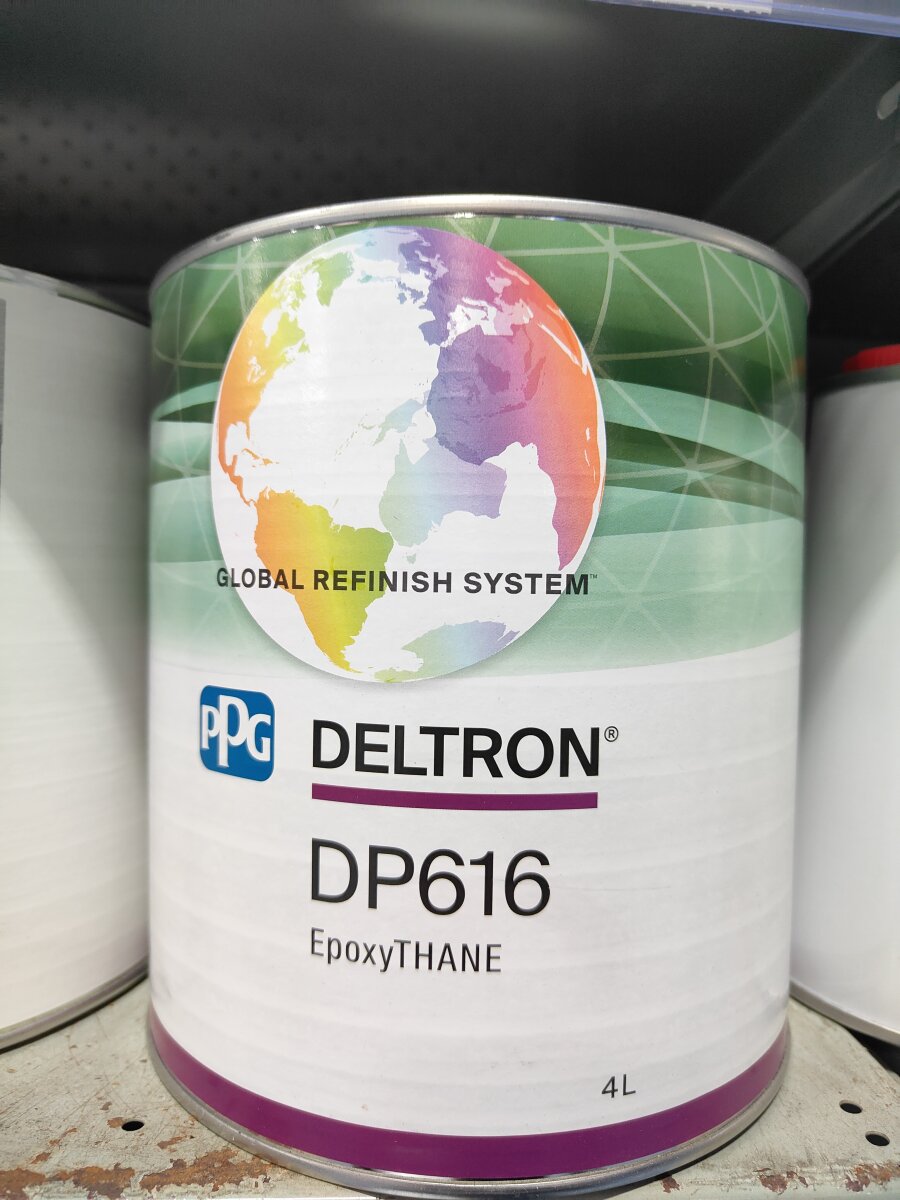 GLOBAL REFINISH SYSTEM™
PPG
DELTRON®
DP616
EpoxyTHANE
4L